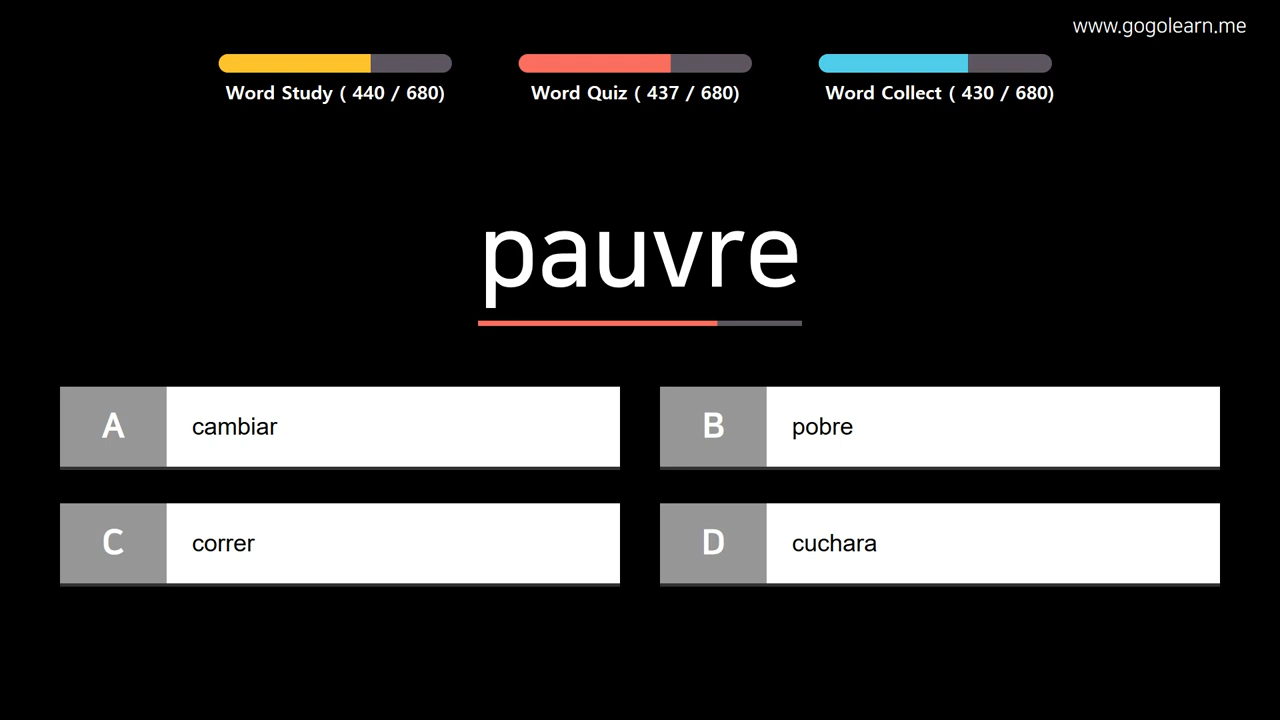 www.gogolearn.me
Word Study ( 440 / 680)
Word Quiz ( 437 / 680)
Word Collect ( 430 / 680)
pauvre
A cambiar
B pobre
C correr
D cuchara